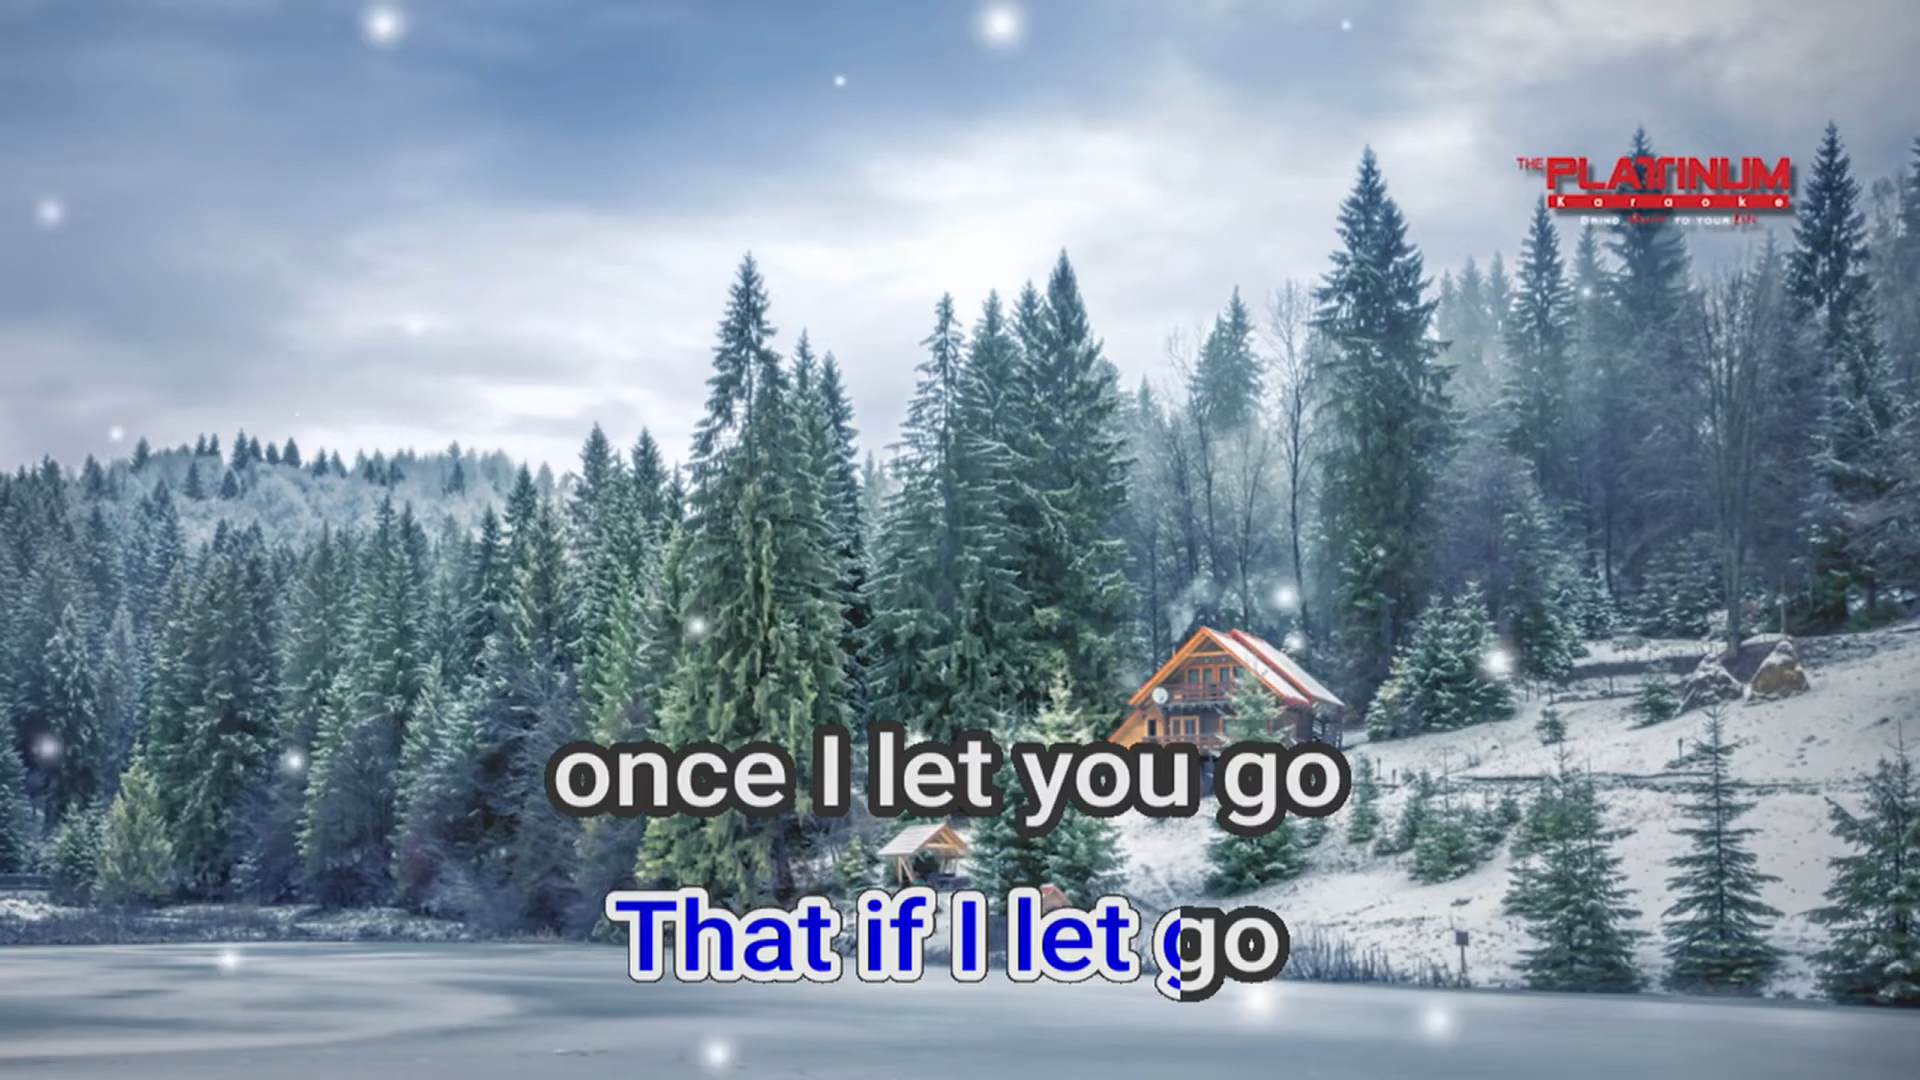 THE PLATINUM
Karaoke
BRING Music TO YOUR Life
once I let you go
That if I let go